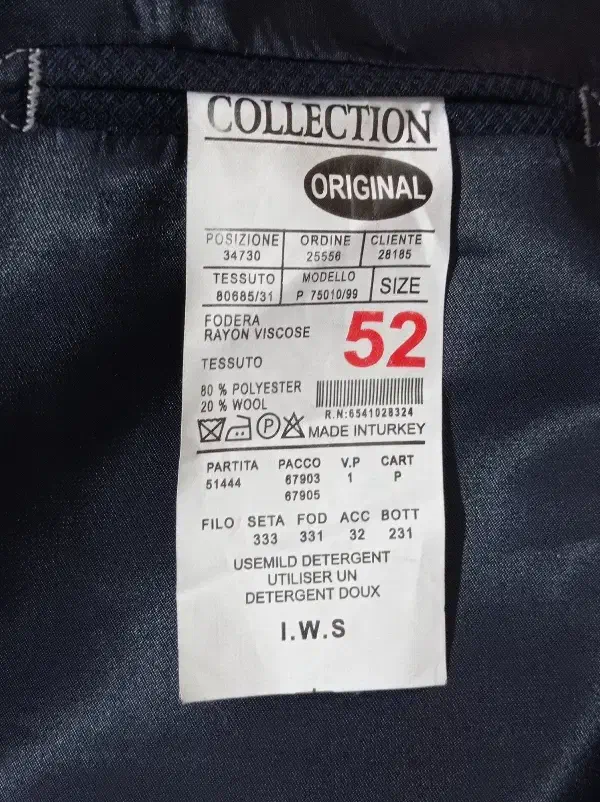 COLLECTION
ORIGINAL
POSIZIONE ORDINE CLIENTE
34730 25556 28185
TESSUTO MODELLO SIZE
80685/31 P 75010/99
FODERA
RAYON VISCOSE
52
TESSUTO
80 % POLYESTER
20 % WOOL
R.N:6541028324
P
MADE INTURKEY
PARTITA PACCO V.P CART
51444 67903 1 P
67905
FILO SETA FOD ACC BOTT
333 331 32 231
USEMILD DETERGENT
UTILISER UN
DETERGENT DOUX
I.W.S